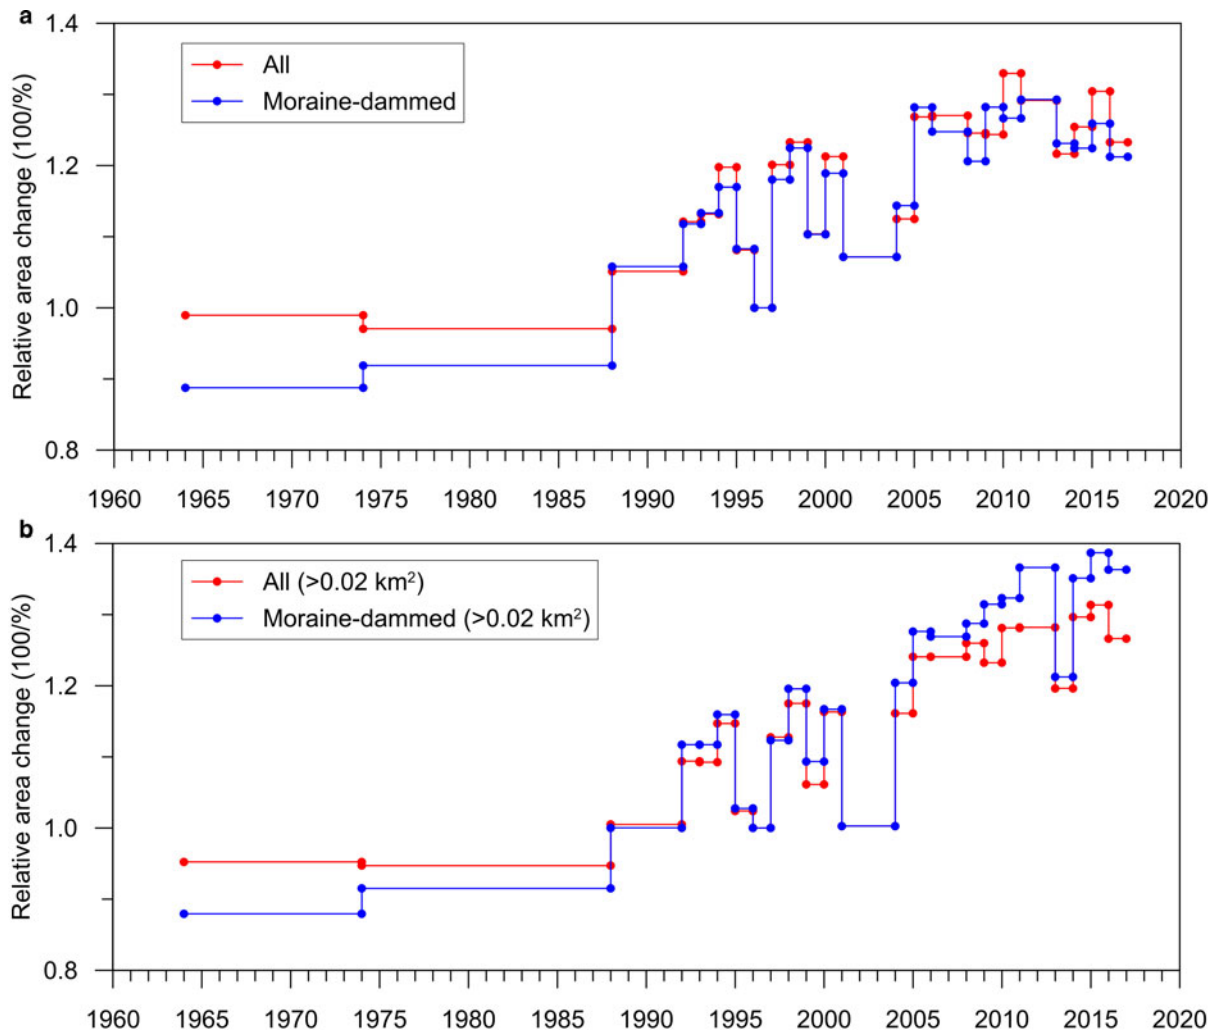 a
1.4
1.2
1.0
0.8
Relative area change (100/%)
All
Moraine-dammed
1960 1965 1970 1975 1980 1985 1990 1995 2000 2005 2010 2015 2020
b
1.4
1.2
1.0
0.8
Relative area change (100/%)
All (>0.02 km²)
Moraine-dammed (>0.02 km²)
1960 1965 1970 1975 1980 1985 1990 1995 2000 2005 2010 2015 2020